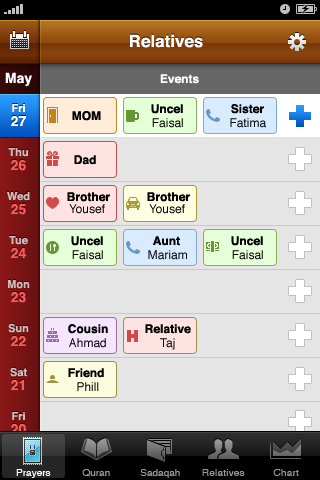 Relatives
May
Events
Fri
27
MOM
Uncel
Faisal
Sister
Fatima
Thu
26
Dad
Wed
25
Brother
Yousef
Brother
Yousef
Tue
24
Uncel
Faisal
Aunt
Mariam
Uncel
Faisal
Mon
23
Sun
22
Cousin
Ahmad
H
Relative
Taj
Sat
21
Friend
Phill
Fri
20
Prayers
Quran
Sadaqah
Relatives
Chart